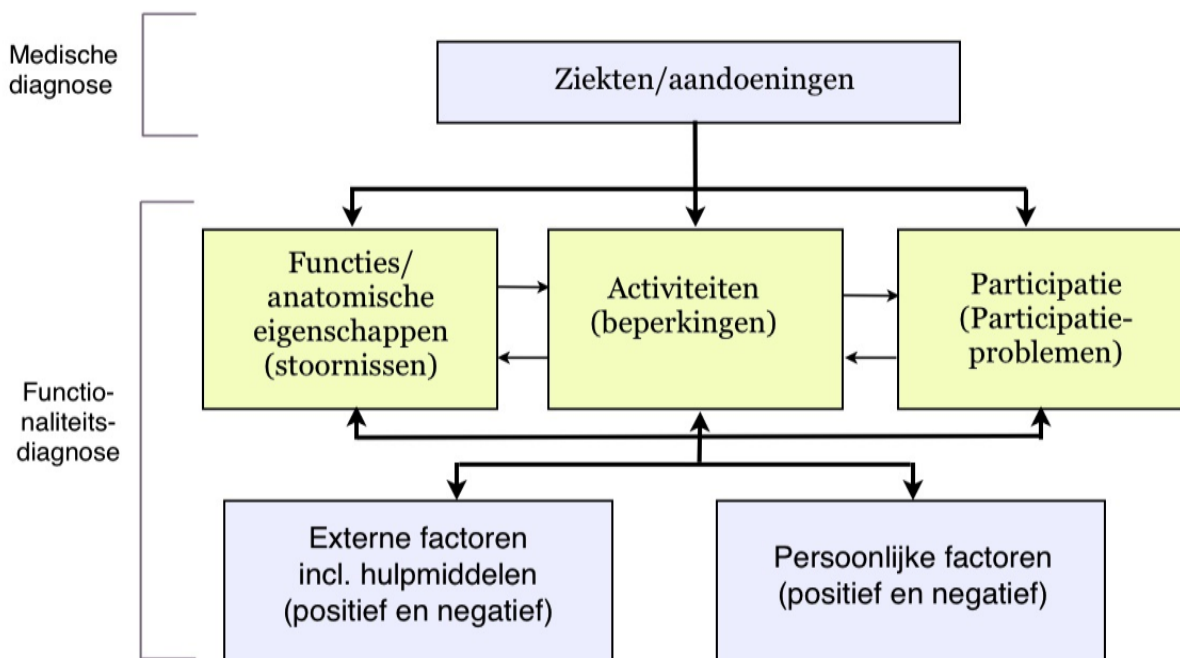 Medische
diagnose
Ziekten/aandoeningen
Functies/
anatomische
eigenschappen
(stoornissen)
Activiteiten
(beperkingen)
Participatie
(Participatie-
problemen)
Functio-
naliteits-
diagnose
Externe factoren
incl. hulpmiddelen
(positief en negatief)
Persoonlijke factoren
(positief en negatief)